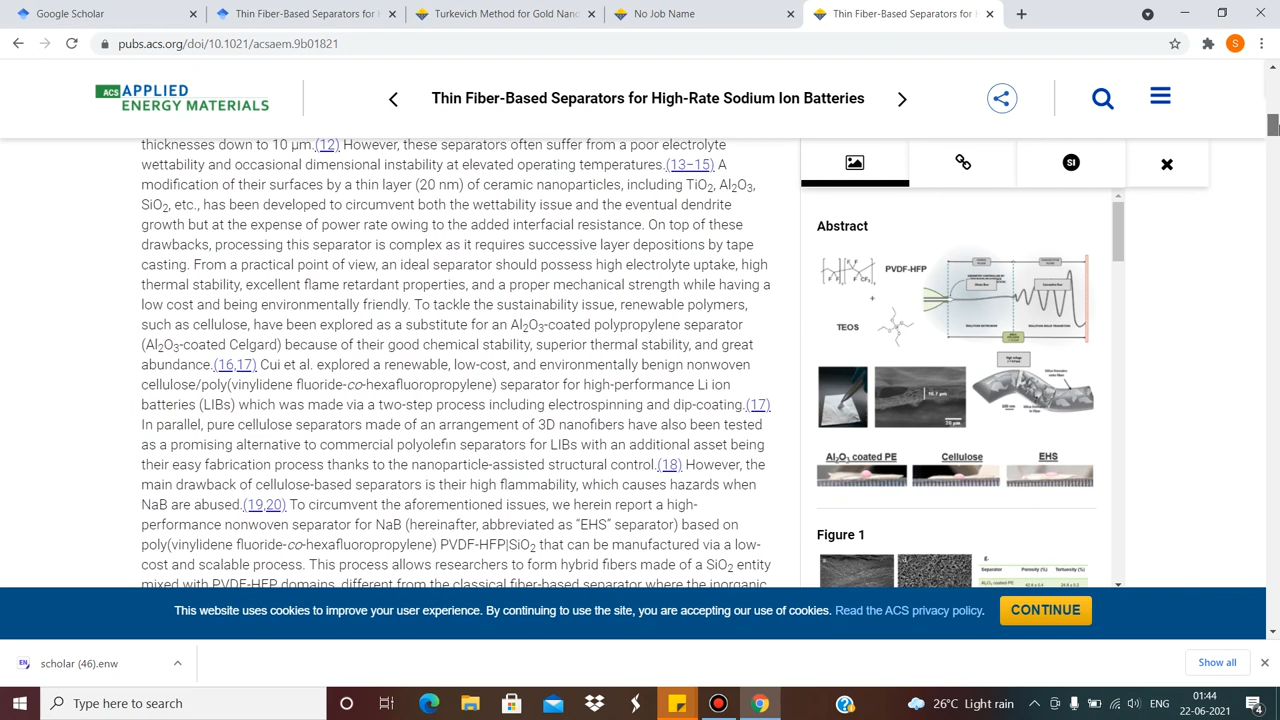 Google Scholar
Thin Fiber-Based Separators for H
Turkevich Method for Gold Nano
No Job Name
Thin Fiber-Based Separators for H
pubs.acs.org/doi/10.1021/acsaem.9b01821
S
ACS APPLIED
ENERGY MATERIALS
Thin Fiber-Based Separators for High-Rate Sodium Ion Batteries
thicknesses down to 10 μm.(12) However, these separators often suffer from a poor electrolyte
wettability and occasional dimensional instability at elevated operating temperatures.(13−15) A
modification of their surfaces by a thin layer (20 nm) of ceramic nanoparticles, including TiO2, Al2O3,
SiO2, etc., has been developed to circumvent both the wettability issue and the eventual dendrite
growth but at the expense of power rate owing to the added interfacial resistance. On top of these
drawbacks, processing this separator is complex as it requires successive layer depositions by tape
casting. From a practical point of view, an ideal separator should possess high electrolyte uptake, high
thermal stability, excellent flame retardant properties, and a proper mechanical strength while having a
low cost and being environmentally friendly. To tackle the sustainability issue, renewable polymers,
such as cellulose, have been explored as a substitute for an Al2O3-coated polypropylene separator
(Al2O3-coated Celgard) because of their good chemical stability, superior thermal stability, and great
abundance.(16,17) Cui et al. explored a renewable, low-cost, and environmentally benign nonwoven
cellulose/poly(vinylidene fluoride-co-hexafluoropropylene) separator for high-performance Li ion
batteries (LIBs) which was made via a two-step process including electrospinning and dip-coating.(17)
In parallel, pure cellulose separators made of an arrangement of 3D nanofibers have also been tested
as a promising alternative to commercial polyolefin separators for LIBs with an additional asset being
their easy fabrication process thanks to the nanoparticle-assisted structural control.(18) However, the
main drawback of cellulose-based separators is their high flammability, which causes hazards when
NaB are abused.(19,20) To circumvent the aforementioned issues, we herein report a high-
performance nonwoven separator for NaB (hereinafter, abbreviated as “EHS” separator) based on
poly(vinylidene fluoride-co-hexafluoropropylene) PVDF-HFP|SiO2 that can be manufactured via a low-
cost and scalable process. This process allows researchers to form hybrid fibers made of a SiO2 entity
mixed with PVDF-HFP
SI
Abstract
PVDF-HFP
+
TEOS
16.7 μm
Al2O3 coated PE
Cellulose
EHS
Figure 1
Separator
Porosity (%)
Tortuosity
Al2O3 coated-PE
This website uses cookies to improve your user experience. By continuing to use the site, you are accepting our use of cookies. Read the ACS privacy policy.
CONTINUE
EN
scholar (46).enw
Show all
Type here to search
26°C Light rain
ENG
01:44
22-06-2021
4